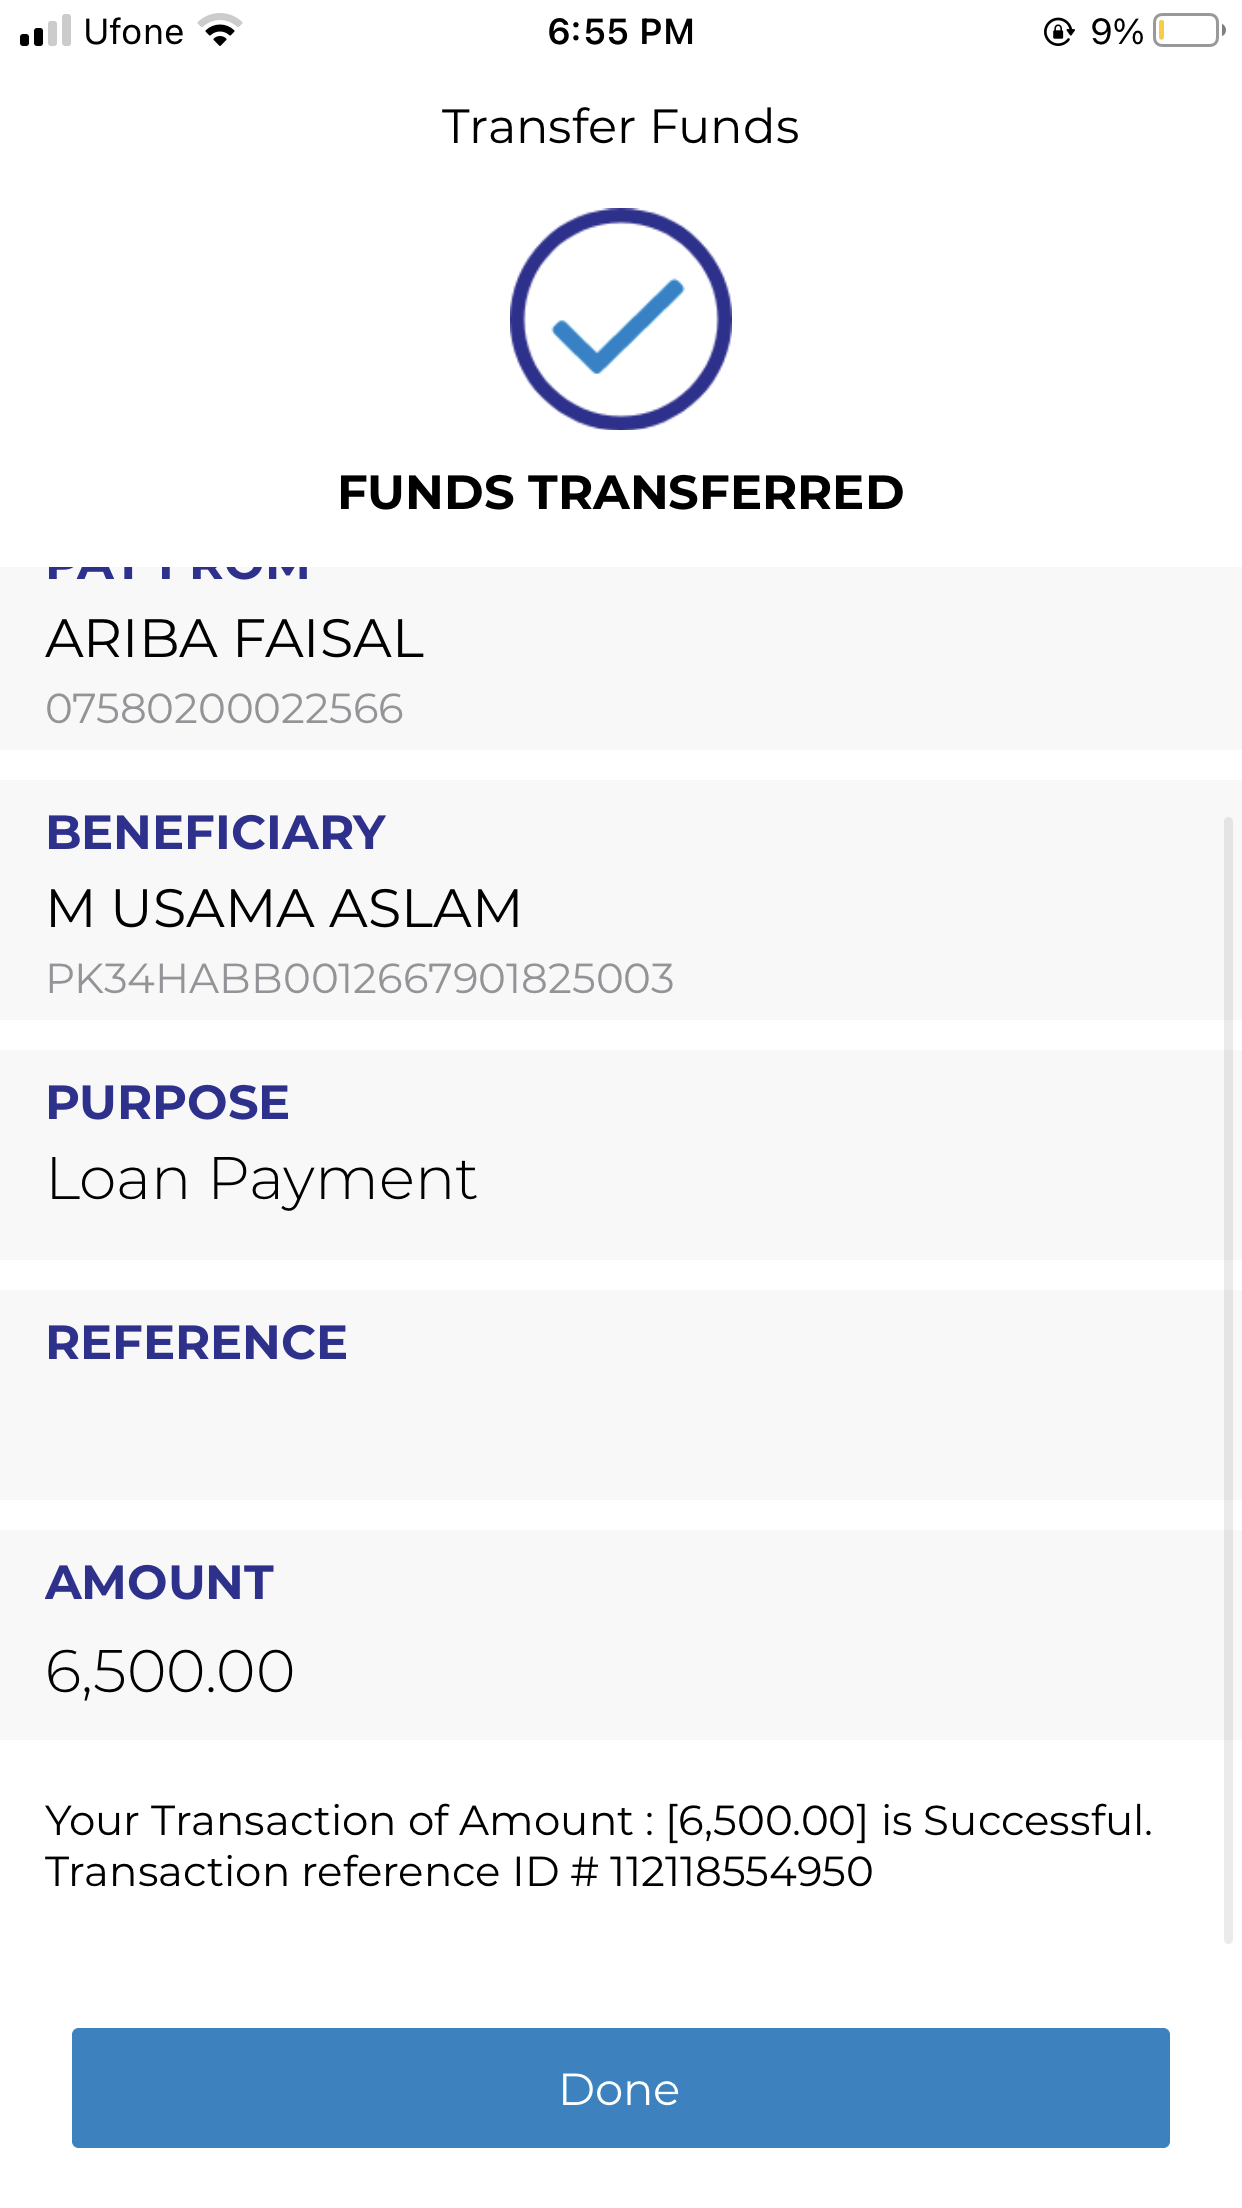 Ufone
6:55 PM
9%
Transfer Funds
FUNDS TRANSFERRED
PAY FROM
ARIBA FAISAL
07580200022566
BENEFICIARY
M USAMA ASLAM
PK34HABB0012667901825003
PURPOSE
Loan Payment
REFERENCE
AMOUNT
6,500.00
Your Transaction of Amount : [6,500.00] is Successful.
Transaction reference ID # 112118554950
Done